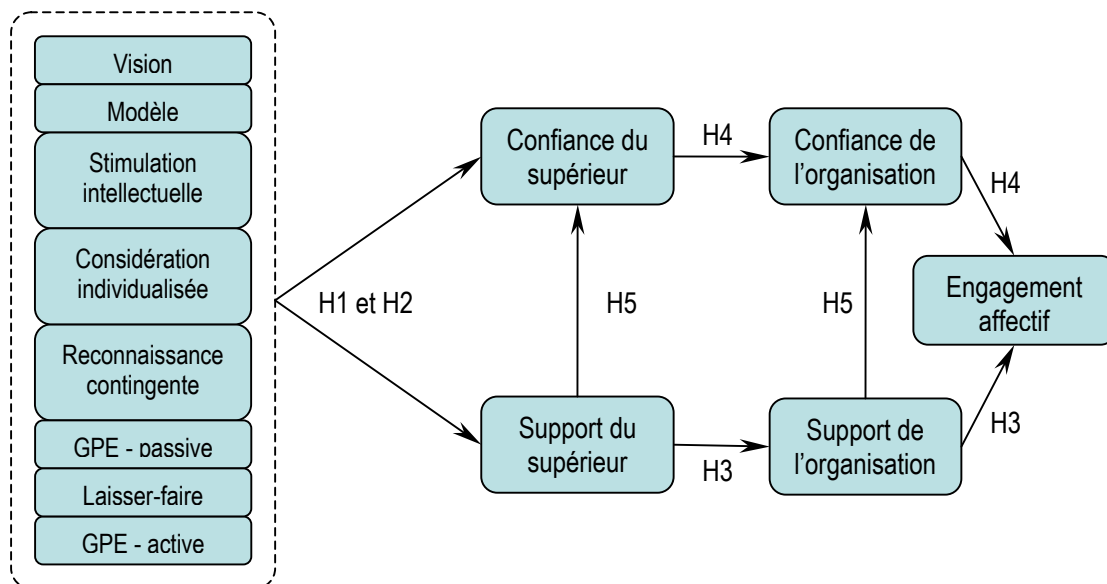 Vision
Modèle
Stimulation
intellectuelle
Considération
individualisée
Reconnaissance
contingente
GPE - passive
Laisser-faire
GPE - active
H1 et H2
Confiance du
supérieur
H4
Confiance de
l’organisation
H4
H5
H5
Engagement
affectif
Support du
supérieur
H3
Support de
l’organisation
H3